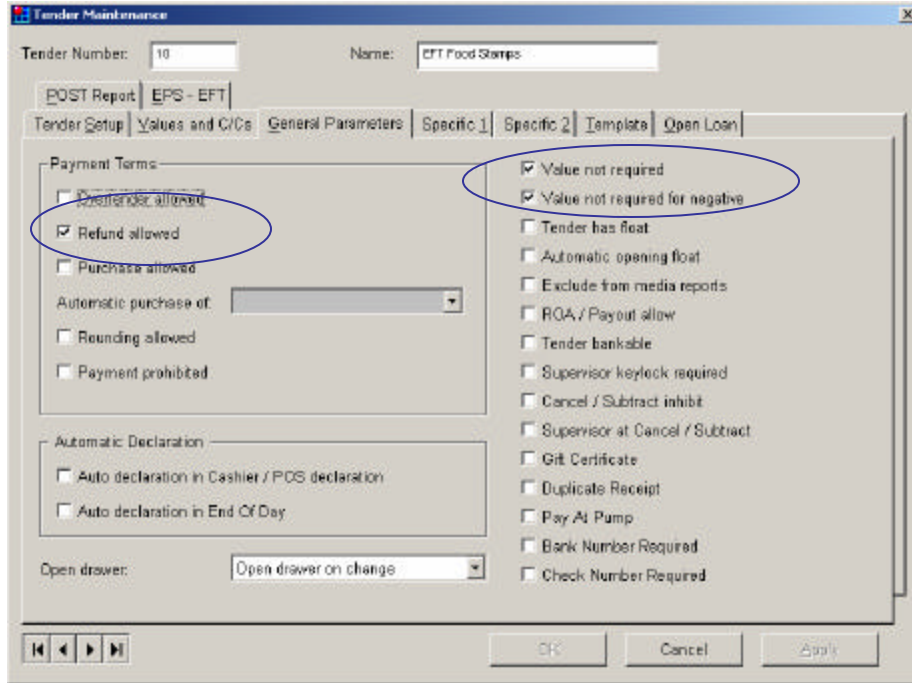 Tender Maintenance
Tender Number: 10 Name: EFT Food Stamps
POST Report EPS - EFT
Tender Setup Values and C/Cs General Parameters Specific 1 Specific 2 Template Open Loan
Payment Terms
Overtender allowed
Refund allowed
Purchase allowed
Automatic purchase of:
Rounding allowed
Payment prohibited
Automatic Declaration
Auto declaration in Cashier / POS declaration
Auto declaration in End Of Day
Open drawer: Open drawer on change
Value not required
Value not required for negative
Tender has float
Automatic opening float
Exclude from media reports
ROA / Payout allow
Tender bankable
Supervisor keylock required
Cancel / Subtract inhibit
Supervisor at Cancel / Subtract
Gift Certificate
Duplicate Receipt
Pay At Pump
Bank Number Required
Check Number Required
OK Cancel Apply